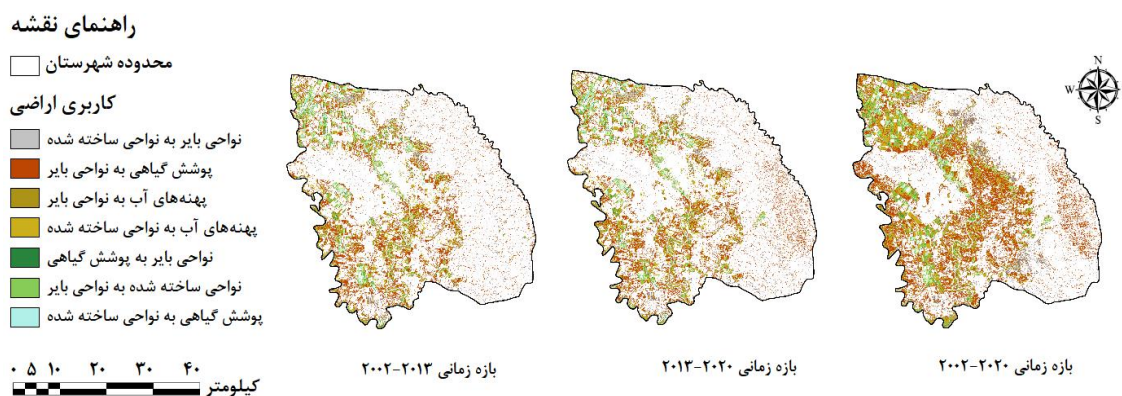 راهنمای نقشه
محدوده شهرستان
کاربری اراضی
نواحی بایر به نواحی ساخته شده
پوشش گیاهی به نواحی بایر
پهنه‌های آب به نواحی بایر
پهنه‌های آب به نواحی ساخته شده
نواحی بایر به پوشش گیاهی
نواحی ساخته شده به نواحی بایر
پوشش گیاهی به نواحی ساخته شده
۰ ۵ ۱۰ ۲۰ ۳۰ ۴۰
کیلومتر
N
W E
S
بازه زمانی ۲۰۱۳-۲۰۰۲
بازه زمانی ۲۰۲۰-۲۰۱۳
بازه زمانی ۲۰۲۰-۲۰۰۲